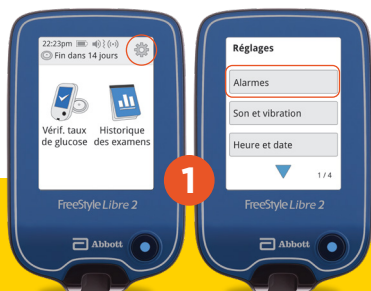 22:23pm
Fin dans 14 jours
Vérif. taux
de glucose
Historique
des examens
FreeStyle Libre 2
Abbott
1
Réglages
Alarmes
Son et vibration
Heure et date
1 / 4
FreeStyle Libre 2
Abbott